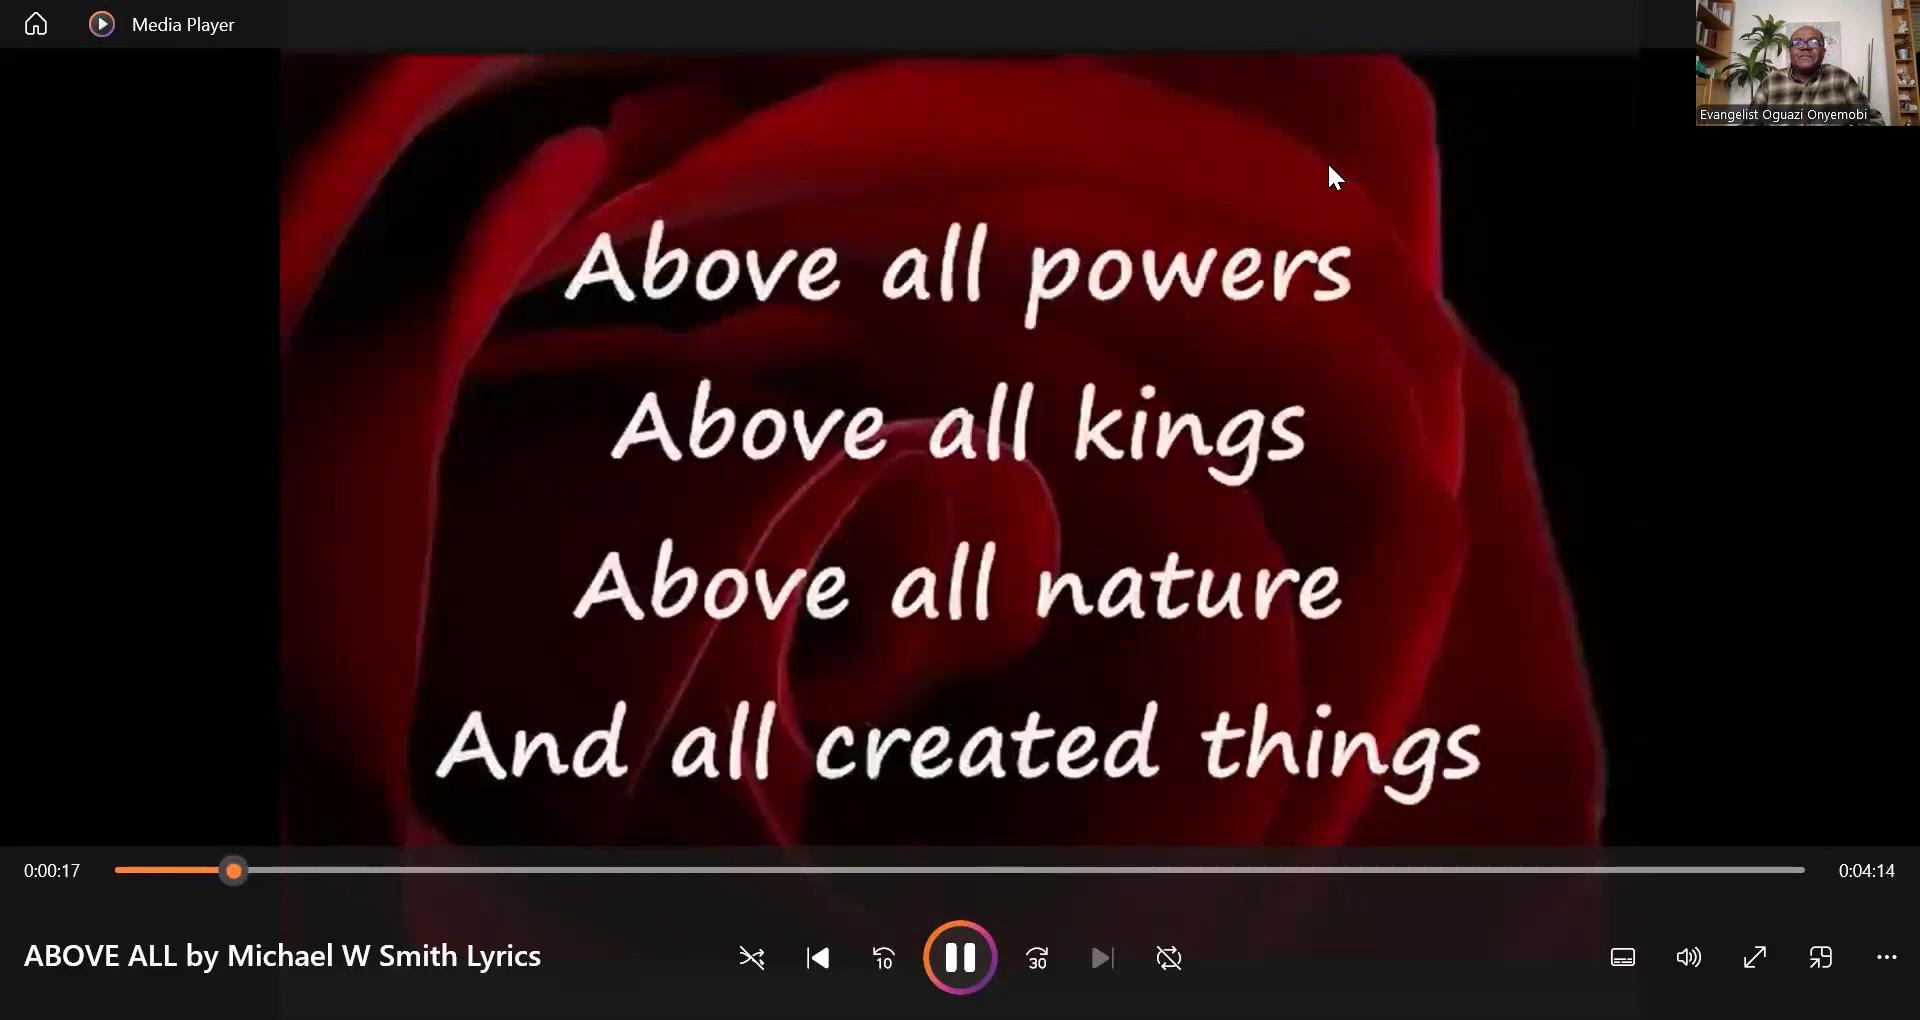 Media Player
Evangelist Oguazi Onyemobi
Above all powers
Above all kings
Above all nature
And all created things
0:00:17
0:04:14
ABOVE ALL by Michael W Smith Lyrics
10
30